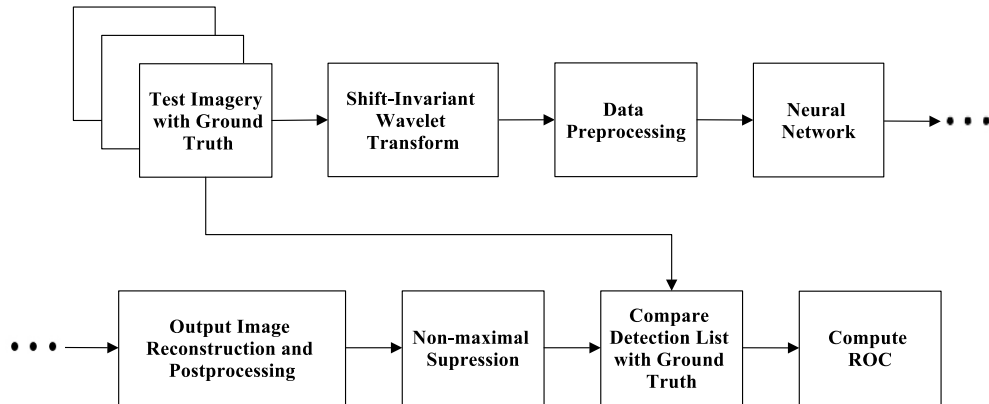 Test Imagery
with Ground
Truth
Shift-Invariant
Wavelet
Transform
Data
Preprocessing
Neural
Network
Output Image
Reconstruction and
Postprocessing
Non-maximal
Supression
Compare
Detection List
with Ground
Truth
Compute
ROC